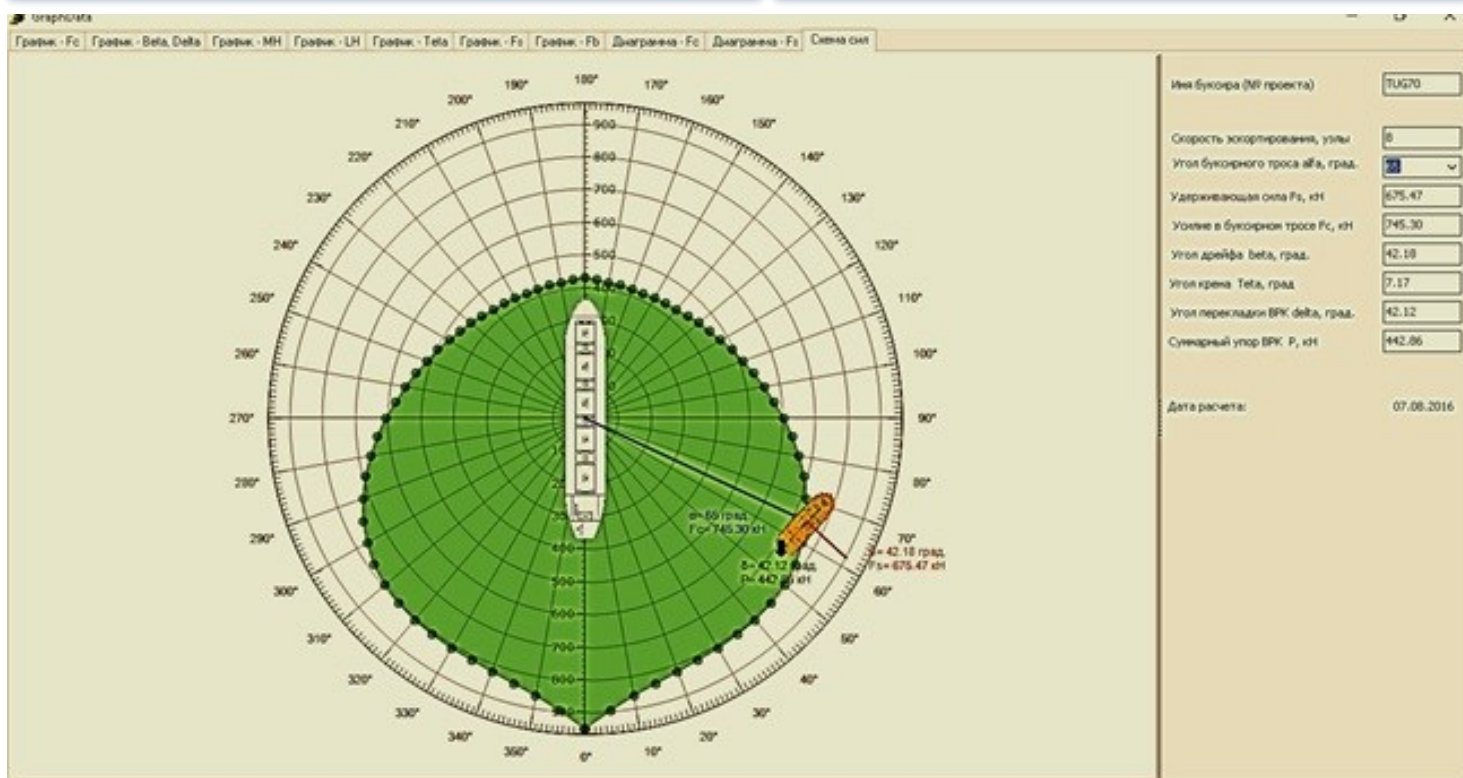 GraphData
График - Fc График - Beta, Delta График - MH График - LH График - Teta График - Fs График - Fb Диаграмма - Fc Диаграмма - Fs Схема сил
Имя буксира (№ проекта) TUG70
Скорость эскортирования, узлы 8
Угол буксирного троса alfa, град. 65
Удерживающая сила Fs, кН 675.47
Усилие в буксирном тросе Fc, кН 745.30
Угол дрейфа beta, град. 42.18
Угол крена Teta, град 7.17
Угол перекладки ВРК delta, град. 42.12
Суммарный упор ВРК P, кН 442.86
Дата расчета: 07.08.2016
180°
190° 170°
200° 160°
210° 150°
220° 140°
230° 130°
240° 120°
250° 110°
260° 100°
270° 90°
280° 80°
290° 70°
300° 60°
310° 50°
320° 40°
330° 30°
340° 20°
350° 10°
0°
900
800
700
600
500
400
500
600
700
800
α= 65 град.
Fc= 745.30 кН
= 42.18 град.
Fs= 675.47 кН
δ= 42.12 град.
P= 442.86 кН